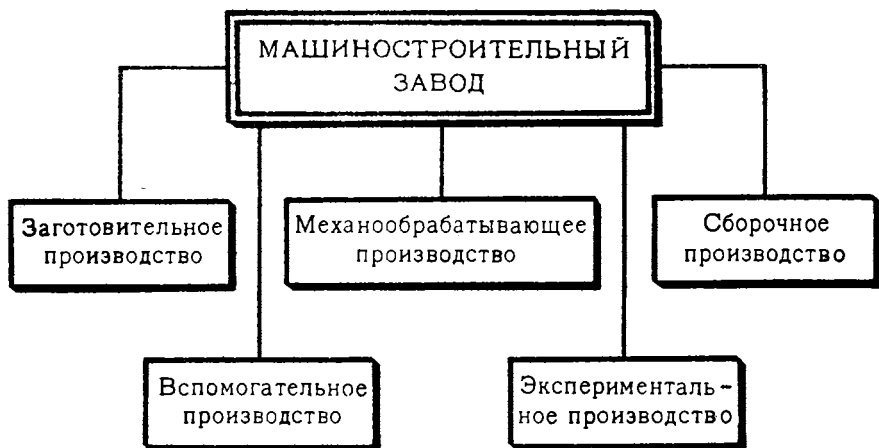 МАШИНОСТРОИТЕЛЬНЫЙ
ЗАВОД
Заготовительное
производство
Механообрабатывающее
производство
Сборочное
производство
Вспомогательное
производство
Эксперименталь-
ное производство